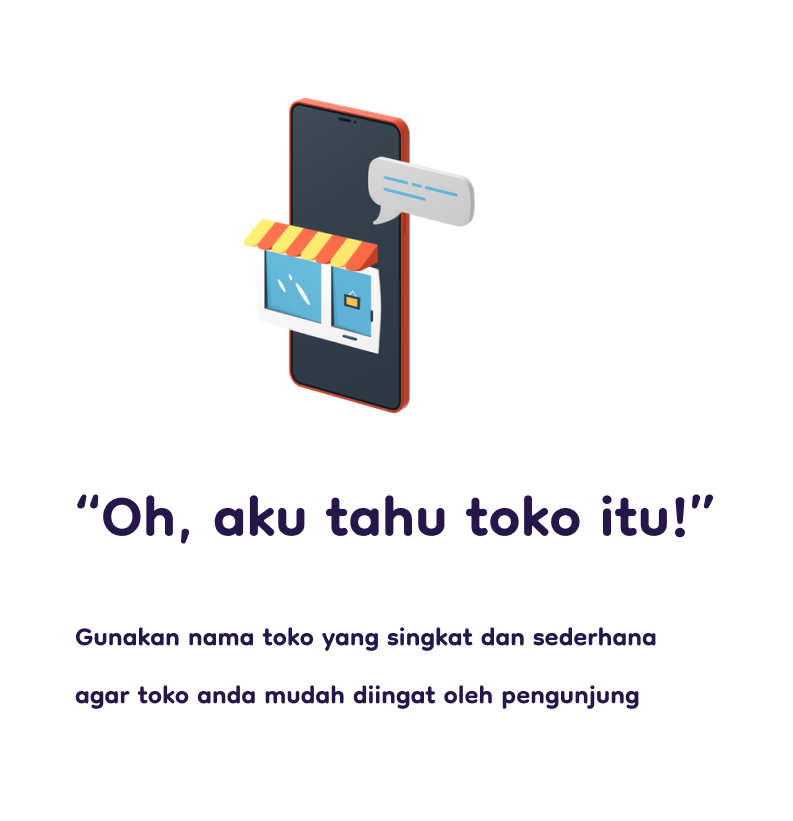 “Oh, aku tahu toko itu!”
Gunakan nama toko yang singkat dan sederhana
agar toko anda mudah diingat oleh pengunjung